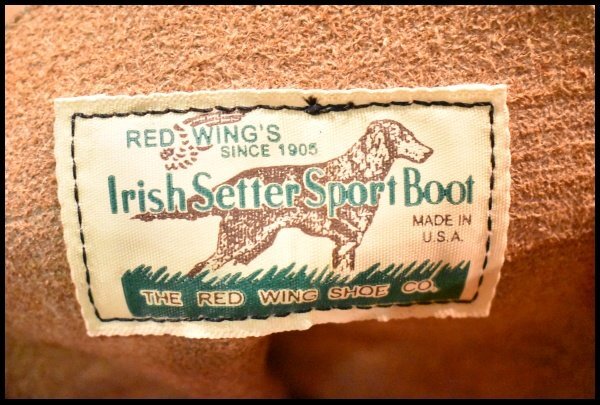 RED WING'S
SINCE 1905
Irish Setter Sport Boot
MADE IN
U.S.A.
THE RED WING SHOE CO.